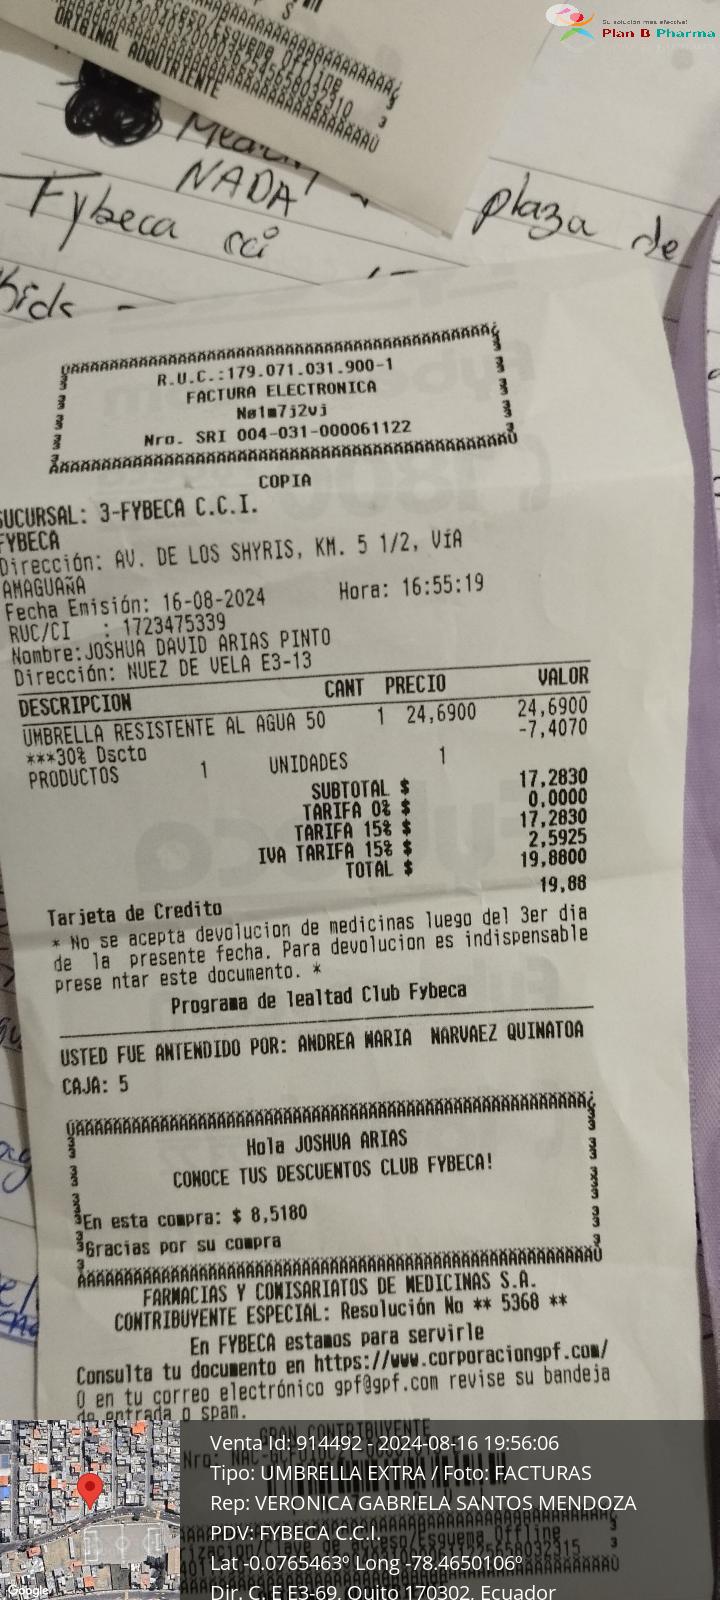 Su solución más efectiva!
Plan B Pharma
ORIGINAL ADQUIRIENTE
NADA
Fybeca cci
plaza de
kids -
R.U.C.:179.071.031.900-1
FACTURA ELECTRONICA
Nø1m7j2vj
Nro. SRI 004-031-000061122
COPIA
SUCURSAL: 3-FYBECA C.C.I.
FYBECA
Dirección: AV. DE LOS SHYRIS, KM. 5 1/2, VíA
AMAGUAñA
Fecha Emisión: 16-08-2024 Hora: 16:55:19
RUC/CI : 1723475339
Nombre:JOSHUA DAVID ARIAS PINTO
Dirección: NUEZ DE VELA E3-13
DESCRIPCION CANT PRECIO VALOR
UMBRELLA RESISTENTE AL AGUA 50 1 24,6900 24,6900
***30% Dscto -7,4070
PRODUCTOS 1 UNIDADES 1
SUBTOTAL $ 17,2830
TARIFA 0% $ 0,0000
TARIFA 15% $ 17,2830
IVA TARIFA 15% $ 2,5925
TOTAL $ 19,8800
19,88
Tarjeta de Credito
* No se acepta devolucion de medicinas luego del 3er dia
de la presente fecha. Para devolucion es indispensable
prese ntar este documento. *
Programa de lealtad Club Fybeca
USTED FUE ANTENDIDO POR: ANDREA MARIA NARVAEZ QUINATOA
CAJA: 5
Hola JOSHUA ARIAS
CONOCE TUS DESCUENTOS CLUB FYBECA!
En esta compra: $ 8,5180
Gracias por su compra
FARMACIAS Y COMISARIATOS DE MEDICINAS S.A.
CONTRIBUYENTE ESPECIAL: Resolución No ** 5368 **
En FYBECA estamos para servirle
Consulta tu documento en https://www.corporaciongpf.com/
O en tu correo electrónico gpf@gpf.com revise su bandeja
de entrada o spam.
GRAN CONTRIBUYENTE
Venta Id: 914492 - 2024-08-16 19:56:06
Tipo: UMBRELLA EXTRA / Foto: FACTURAS
Rep: VERONICA GABRIELA SANTOS MENDOZA
PDV: FYBECA C.C.I.
Lat -0.0765463º Long -78.4650106º
Dir. C. E E3-69, Quito 170302, Ecuador
Google